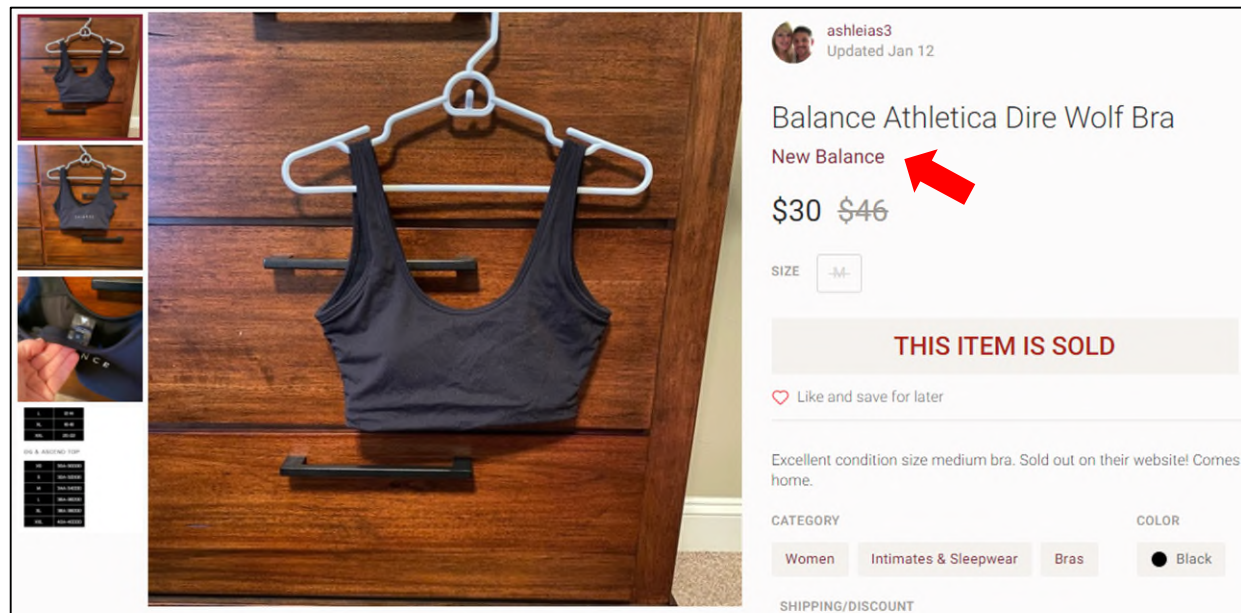 ashleias3
Updated Jan 12
Balance Athletica Dire Wolf Bra
New Balance
$30 $46
SIZE M
THIS ITEM IS SOLD
Like and save for later
Excellent condition size medium bra. Sold out on their website! Comes
home.
CATEGORY COLOR
Women Intimates & Sleepwear Bras Black
SHIPPING/DISCOUNT